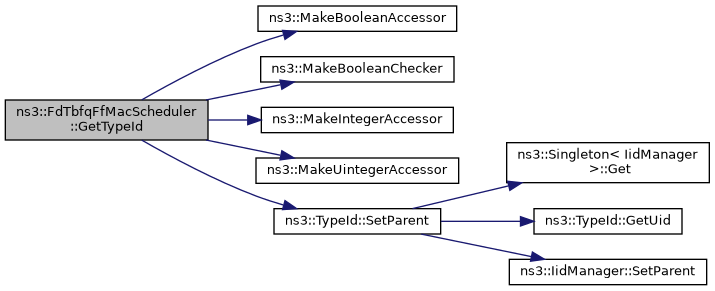 ns3::MakeBooleanAccessor
ns3::MakeBooleanChecker
ns3::FdTbfqFfMacScheduler
::GetTypeId
ns3::MakeIntegerAccessor
ns3::MakeUintegerAccessor
ns3::TypeId::SetParent
ns3::Singleton< IidManager
>::Get
ns3::TypeId::GetUid
ns3::IidManager::SetParent